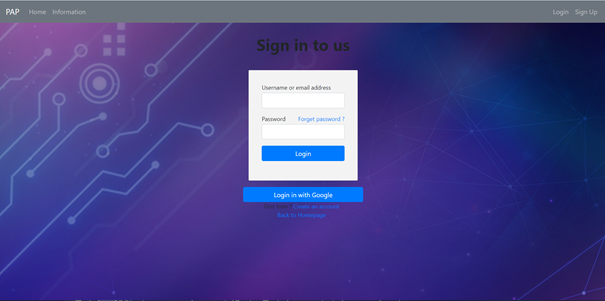 PAP Home Information Login Sign Up
Sign in to us
Username or email address
Password Forget password ?
Login
Login in with Google
Create an account
Back to Homepage